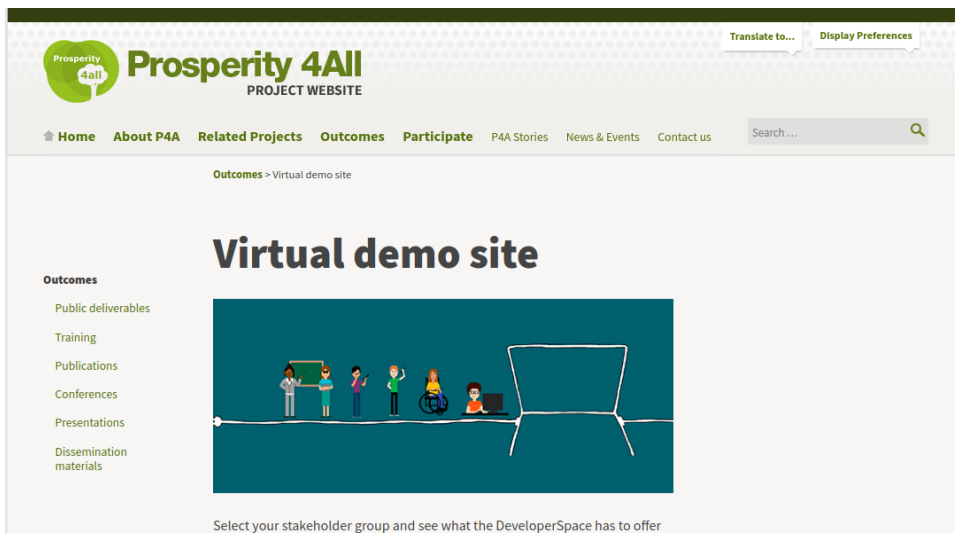 Translate to...
Display Preferences
Prosperity
4all
Prosperity 4All
PROJECT WEBSITE
Home About P4A Related Projects Outcomes Participate P4A Stories News & Events Contact us
Search ...
Outcomes > Virtual demo site
Virtual demo site
Outcomes
Public deliverables
Training
Publications
Conferences
Presentations
Dissemination
materials
Select your stakeholder group and see what the DeveloperSpace has to offer